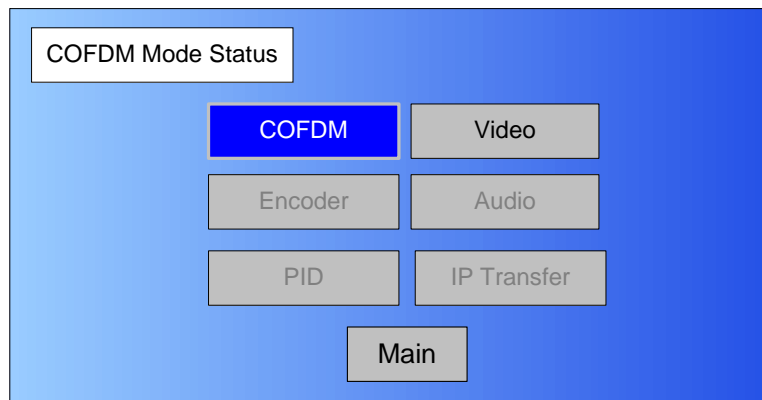 COFDM Mode Status
COFDM
Video
Encoder
Audio
PID
IP Transfer
Main